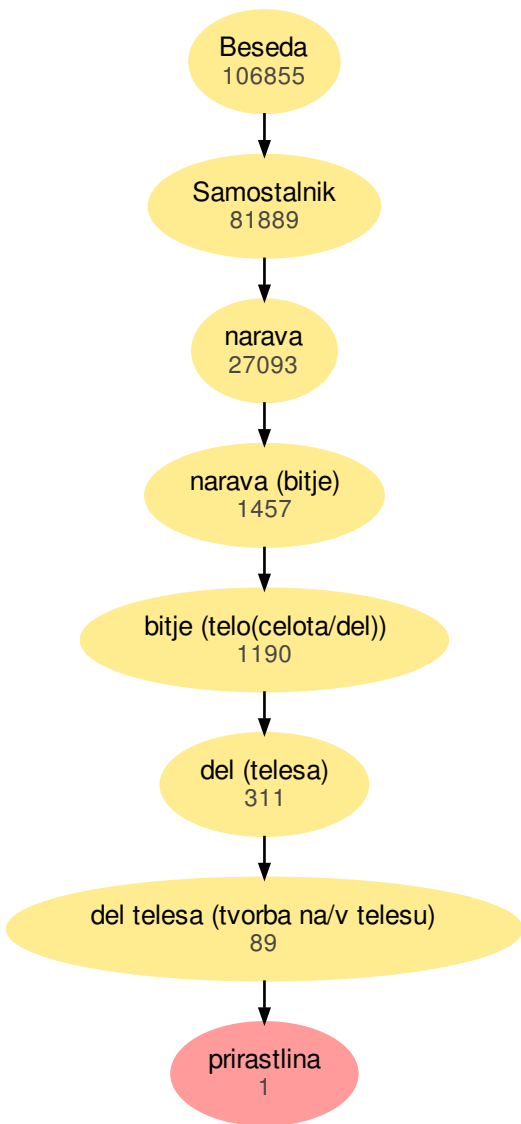 Beseda
106855
Samostalnik
81889
narava
27093
narava (bitje)
1457
bitje (telo(celota/del))
1190
del (telesa)
311
del telesa (tvorba na/v telesu)
89
prirastlina
1